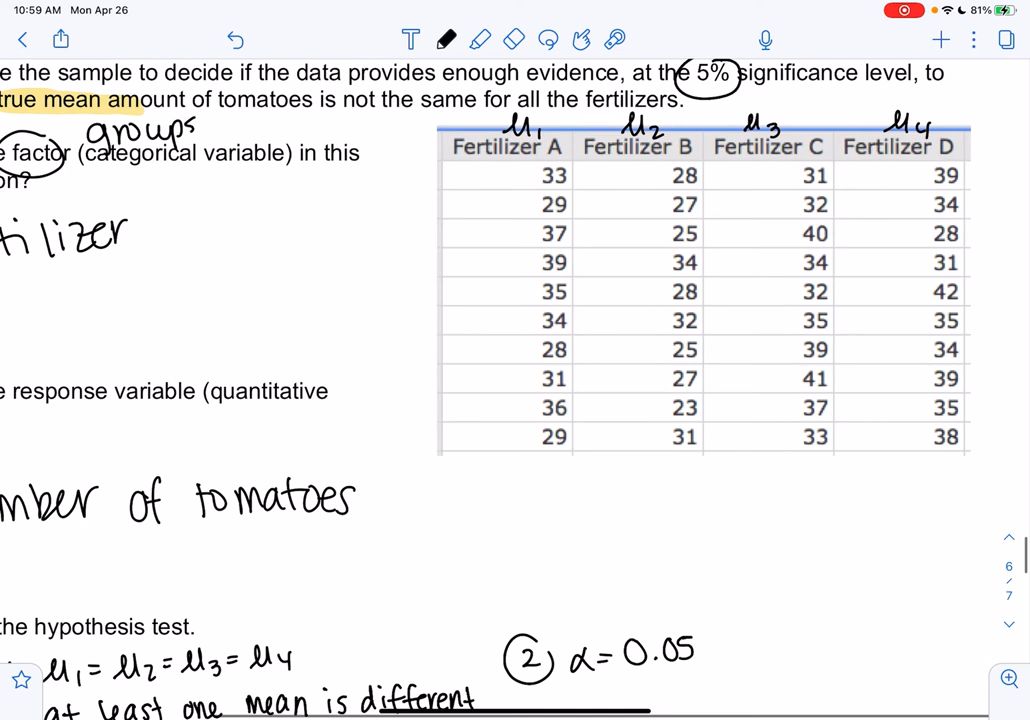 10:59 AM Mon Apr 26
81%
e the sample to decide if the data provides enough evidence, at the 5% significance level, to
true mean amount of tomatoes is not the same for all the fertilizers.
groups
e factor (categorical variable) in this
on?
tilizer
μ1 μ2 μ3 μ4
Fertilizer A Fertilizer B Fertilizer C Fertilizer D
33 28 31 39
29 27 32 34
37 25 40 28
39 34 34 31
35 28 32 42
34 32 35 35
28 25 39 34
31 27 41 39
36 23 37 35
29 31 33 38
e response variable (quantitative
mber of tomatoes
the hypothesis test.
μ1 = μ2 = μ3 = μ4
at least one mean is different
2 α = 0.05
6 / 7